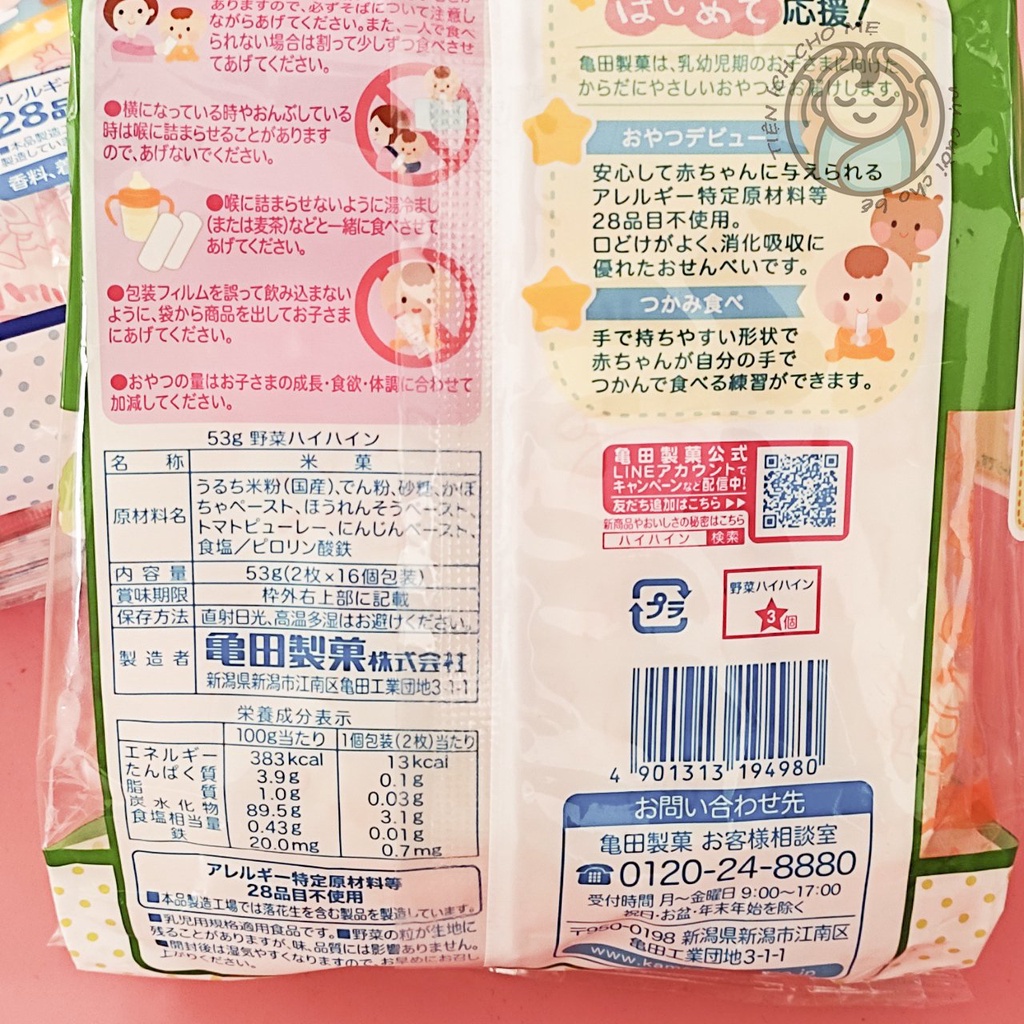 ありますので、必ずそばについて注意し
ながらあげてください。また、一人で食べ
られない場合は割って少しずつ食べさせ
てあげてください。
●横になっている時やおんぶしている
時は喉に詰まらせることがあります
ので、あげないでください。
●喉に詰まらせないように湯冷まし
(または麦茶)などと一緒に食べさせて
あげてください。
●包装フィルムを誤って飲み込まない
ように、袋から商品を出してお子さま
にあげてください。
●おやつの量はお子さまの成長・食欲・体調に合わせて
加減してください。
53g 野菜ハイハイン
名称 米菓
原材料名 うるち米粉(国産)、でん粉、砂糖、かぼ
ちゃペースト、ほうれんそうペースト、
トマトピューレー、にんじんペースト、
食塩/ピロリン酸鉄
内容量 53g(2枚×16個包装)
賞味期限 枠外右上部に記載
保存方法 直射日光、高温多湿はお避けください。
製造者 亀田製菓株式会社
新潟県新潟市江南区亀田工業団地3-1-1
栄養成分表示
100g当たり 1個包装(2枚)当たり
エネルギー 383kcal 13kcal
たんぱく質 3.9g 0.1g
脂質 1.0g 0.03g
炭水化物 89.5g 3.1g
食塩相当量 0.43g 0.01g
鉄 20.0mg 0.7mg
アレルギー特定原材料等
28品目不使用
■本品製造工場では落花生を含む製品を製造しています。
■乳児用規格適用食品です。■野菜の粒が生地に
残ることがありますが、味、品質には影響ありません。
■開封後は湿気やすくなりますので、お早めにお召し
上がりください。
はじめて応援!
亀田製菓は、乳幼児期のお子さまに向けた
からだにやさしいおやつをお届けします。
おやつデビュー
安心して赤ちゃんに与えられる
アレルギー特定原材料等
28品目不使用。
口どけがよく、消化吸収に
優れたおせんべいです。
つかみ食べ
手で持ちやすい形状で
赤ちゃんが自分の手で
つかんで食べる練習ができます。
亀田製菓公式
LINEアカウントで
キャンペーンなど配信中!
友だち追加はこちら▶▶
新商品やおいしさの秘密はこちら
ハイハイン 検索
プラ
野菜ハイハイン
3個
4 901313 194980
お問い合わせ先
亀田製菓 お客様相談室
☎0120-24-8880
受付時間 月～金曜日 9:00～17:00
祝日・お盆・年末年始を除く
〒950-0198 新潟県新潟市江南区
亀田工業団地3-1-1
アレルギー
28品
香料、着
TIỆN ÍCH CHO MẸ
cho bé